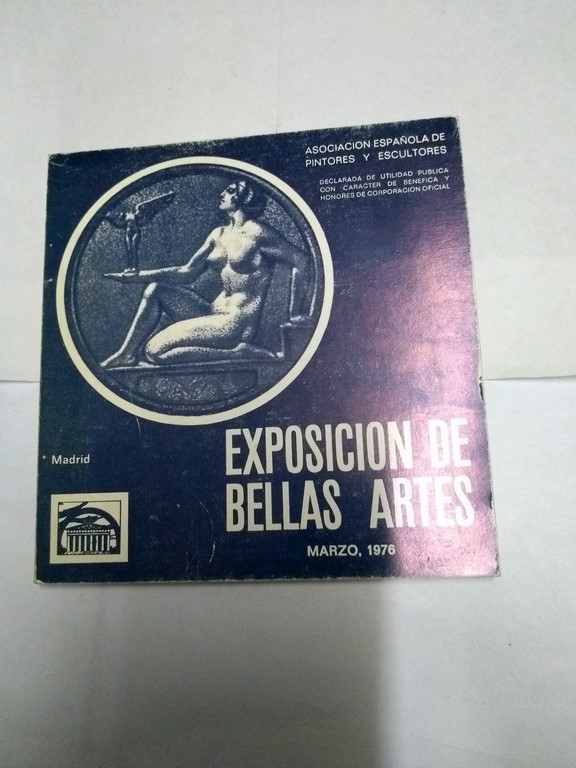 ASOCIACION ESPAÑOLA DE
PINTORES Y ESCULTORES
DECLARADA DE UTILIDAD PUBLICA
CON CARACTER DE BENEFICA Y
HONORES DE CORPORACION OFICIAL
Madrid
EXPOSICION DE
BELLAS ARTES
MARZO, 1976